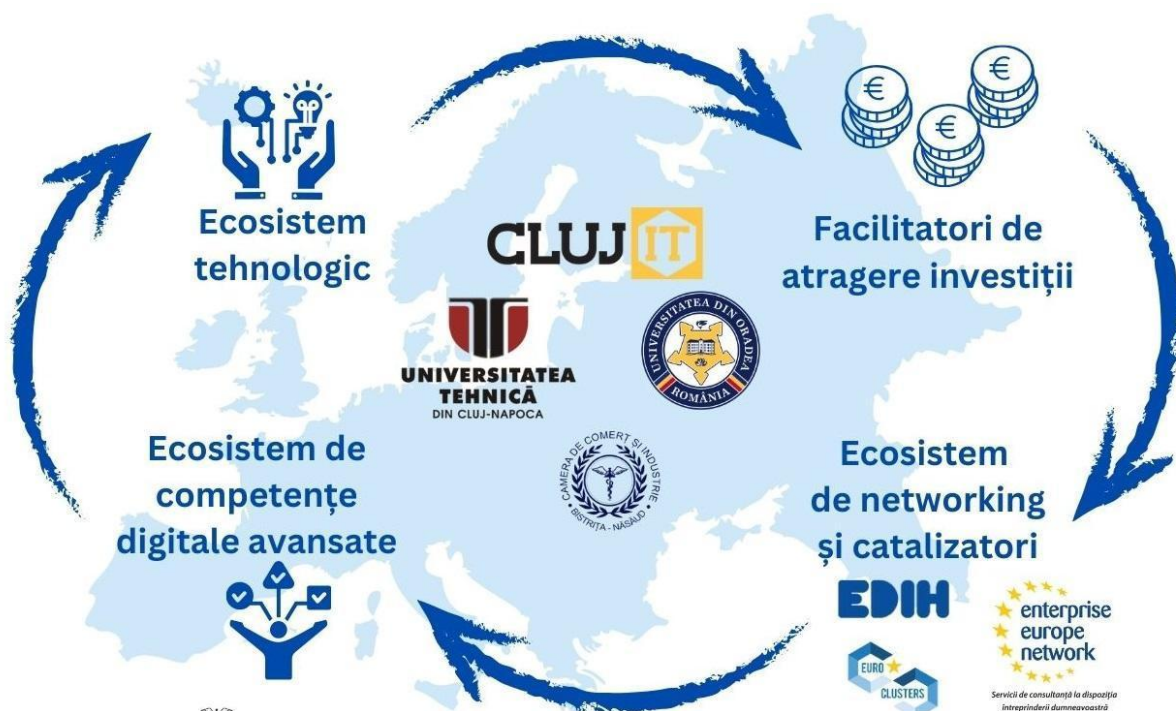 Ecosistem
tehnologic
€
€
€
Facilitatori de
atragere investiții
CLUJ IT
UNIVERSITATEA
TEHNICĂ
DIN CLUJ-NAPOCA
UNIVERSITATEA DIN ORADEA
ROMÂNIA
CAMERA DE COMERT SI INDUSTRIE
BISTRIȚA - NĂSĂUD
Ecosistem de
competențe
digitale avansate
Ecosistem
de networking
și catalizatori
EDIH
EURO
CLUSTERS
enterprise
europe
network
Servicii de consultanță la dispoziția
întreprinderii dumneavoastră